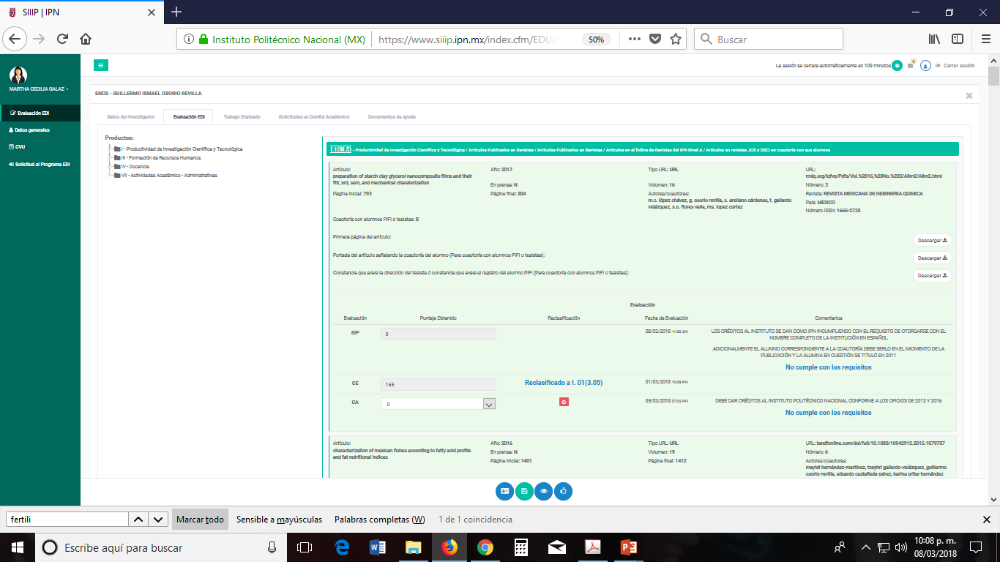 SIIIP | IPN
Instituto Politécnico Nacional (MX)
https://www.siiip.ipn.mx/index.cfm/EDI/
50%
Buscar
La sesión se cerrara automáticamente en 109 minutos
Cerrar sesión
MARTHA CECILIA GALAZ
Evaluación EDI
Datos generales
CVU
Solicitud al Programa EDI
ENCB - GUILLERMO ISMAEL OSORIO REVILLA
Datos del Investigador
Evaluación EDI
Trabajo Evaluado
Solicitudes al Comité Académico
Documentos de ayuda
Productos:
I - Productividad de Investigación Científica y Tecnológica
III - Formación de Recursos Humanos
IV - Docencia
VII - Actividades Académico - Administrativas
I.1(III.5) - Productividad de Investigación Científica y Tecnológica / Artículos Publicados en Revistas / Artículos Publicados en Revistas / Artículos en el Índice de Revistas del IPN Nivel A / Artículos en revistas JCR y SSCI en coautoría con sus alumnos
Artículo:
preparation of starch clay glycerol nanocomposite films and their
ftir, xrd, sem, and mechanical charaterization
Año: 2017
Tipo URL: URL
URL:
rmiq.org/iqfvp/Pdfs/Vol.%2016,%20No.%203/Alim2/Alim2.html
En prensa: N
Volumen: 16
Número: 3
Página inicial: 793
Página final: 804
Autores/coautores:
m.c. lópez chávez, g. osorio revilla, s. arellano cárdenas, t. gallardo
velázquez, s.o. flores valle, ms. lopez cortez
Revista: REVISTA MEXICANA DE INGENIERIA QUIMICA
País: MEXICO
Número ISSN: 1665-2738
Coautoría con alumnos PIFI o tesistas: 8
Primera página del artículo:
Descargar
Portada del artículo señalando la coautoría del alumno (Para coautoría con alumnos PIFI o tesistas):
Descargar
Constancia que avale la dirección del tesista ó constancia que avale el registro del alumno PIFI (Para coautoría con alumnos PIFI o tesistas):
Descargar
Evaluación
Evaluación Puntaje Obtenido Reclasificación Fecha de Evaluación Comentarios
SIP 0 28/02/2018 11:50 AM
LOS CRÉDITOS AL INSTITUTO SE DAN COMO IPN INCUMPLIENDO CON EL REQUISITO DE OTORGARSE CON EL
NOMBRE COMPLETO DE LA INSTITUCIÓN EN ESPAÑOL
ADICIONALMENTE EL ALUMNO CORRESPONDIENTE A LA COAUTORÍA DEBE SERLO EN EL MIOMENTO DE LA
PUBLICACIÓN Y LA ALUMNA EN CUESTIÓN SE TITULÓ EN 2011
No cumple con los requisitos
CE 165 Reclasificado a I. 01(3.05) 01/03/2018 10:39 PM
CA 0 05/03/2018 07:02 PM DEBE DAR CRÉDITOS AL INSTITUTO POLITÉCNICO NACIONAL CONFORME A LOS OFICIOS DE 2013 Y 2016
No cumple con los requisitos
Artículo:
characterization of mexican fishes according to fatty acid profile
and fat nutritional indices
Año: 2016
Tipo URL: URL
URL: tandfonline.com/doi/full/10.1080/10942912.2015.1079787
En prensa: N
Volumen: 19
Número: 6
Página inicial: 1401
Página final: 1412
Autores/coautores:
maylet hernández-martínez, tzayhrí gallardo-velázquez, guillermo
osorio-revilla, eduardo castañeda-pérez, karina uribe-hernández
fertili
Marcar todo
Sensible a mayúsculas
Palabras completas (W)
1 de 1 coincidencia
Escribe aquí para buscar
10:08 p. m.
08/03/2018